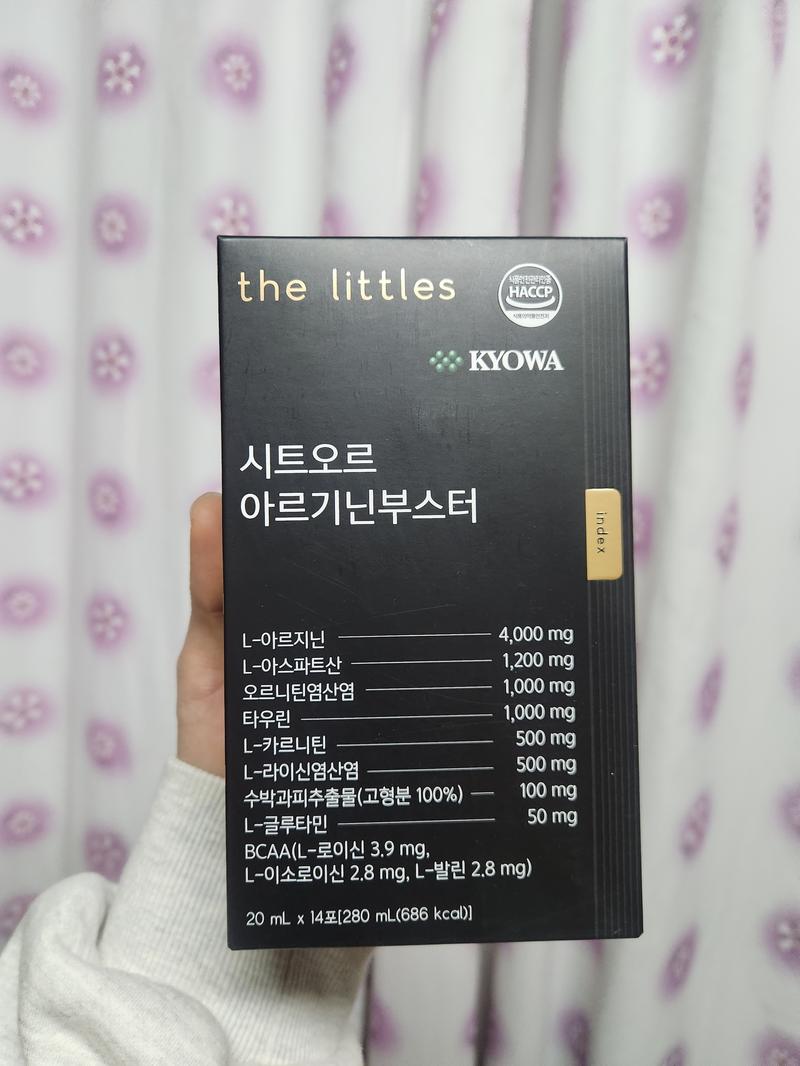 the littles
식품안전관리인증
HACCP
식품의약품안전처
KYOWA
시트오르
아르기닌부스터
index
L-아르지닌 4,000 mg
L-아스파트산 1,200 mg
오르니틴염산염 1,000 mg
타우린 1,000 mg
L-카르니틴 500 mg
L-라이신염산염 500 mg
수박과피추출물(고형분 100%) 100 mg
L-글루타민 50 mg
BCAA(L-로이신 3.9 mg,
L-이소로이신 2.8 mg, L-발린 2.8 mg)
20 mL x 14포[280 mL(686 kcal)]